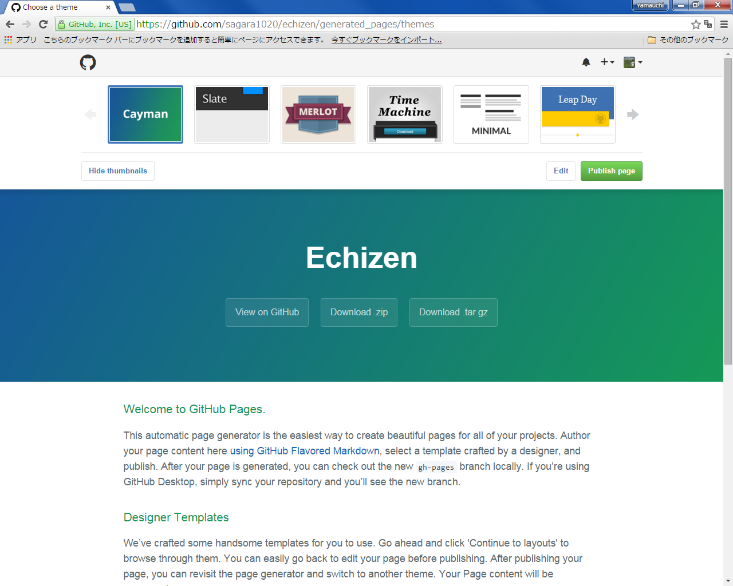 Choose a theme
Yamauchi
GitHub, Inc. [US] https://github.com/sagara1020/echizen/generated_pages/themes
アプリ こちらのブックマーク バーにブックマークを追加すると簡単にページにアクセスできます。 今すぐブックマークをインポート... その他のブックマーク
Cayman
Slate
MERLOT
Time
Machine
Download
MINIMAL
Leap Day
Hide thumbnails
Edit
Publish page
Echizen
View on GitHub
Download .zip
Download .tar.gz
Welcome to GitHub Pages.
This automatic page generator is the easiest way to create beautiful pages for all of your projects. Author
your page content here using GitHub Flavored Markdown, select a template crafted by a designer, and
publish. After your page is generated, you can check out the new gh-pages branch locally. If you're using
GitHub Desktop, simply sync your repository and you'll see the new branch.
Designer Templates
We've crafted some handsome templates for you to use. Go ahead and click 'Continue to layouts' to
browse through them. You can easily go back to edit your page before publishing. After publishing your
page, you can revisit the page generator and switch to another theme. Your Page content will be